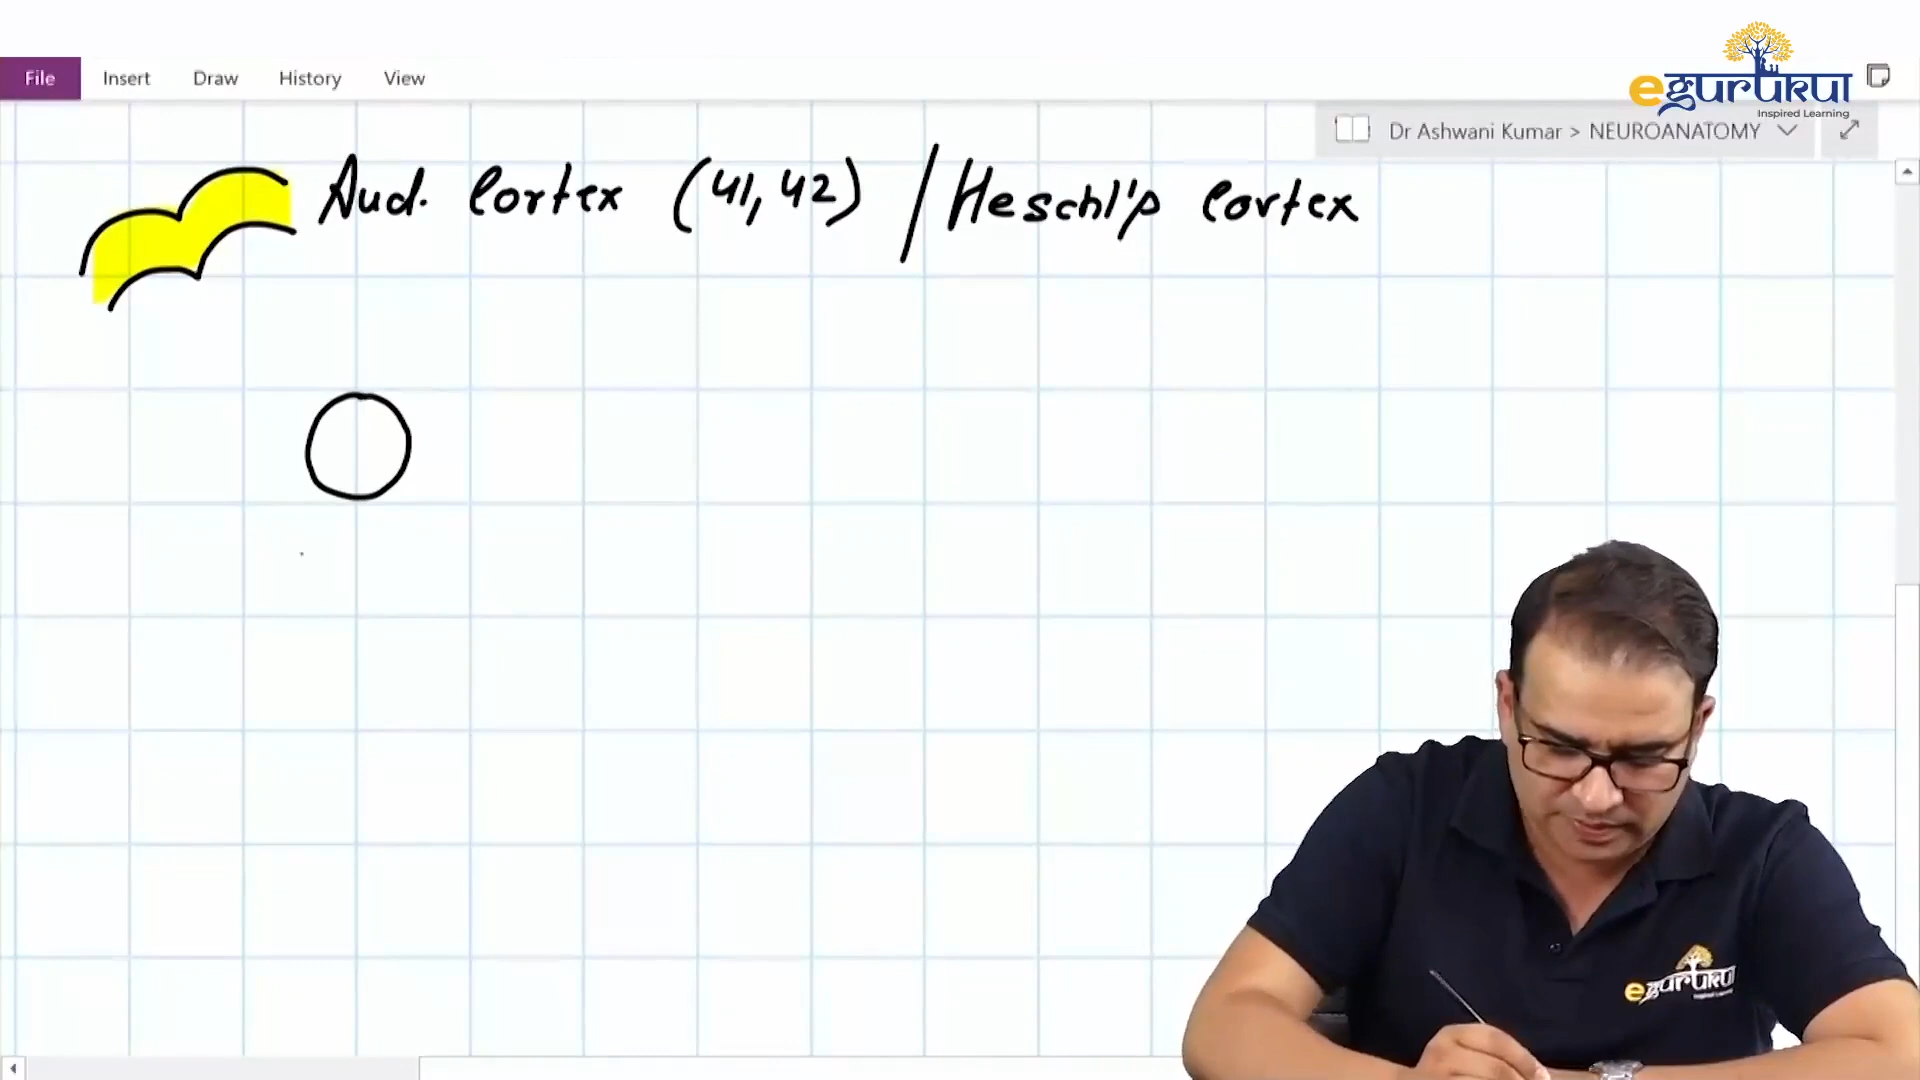 egurukul
Inspired Learning
File Insert Draw History View
Dr Ashwani Kumar > NEUROANATOMY
Aud. Cortex (41, 42) / Heschl's Cortex
egurukul